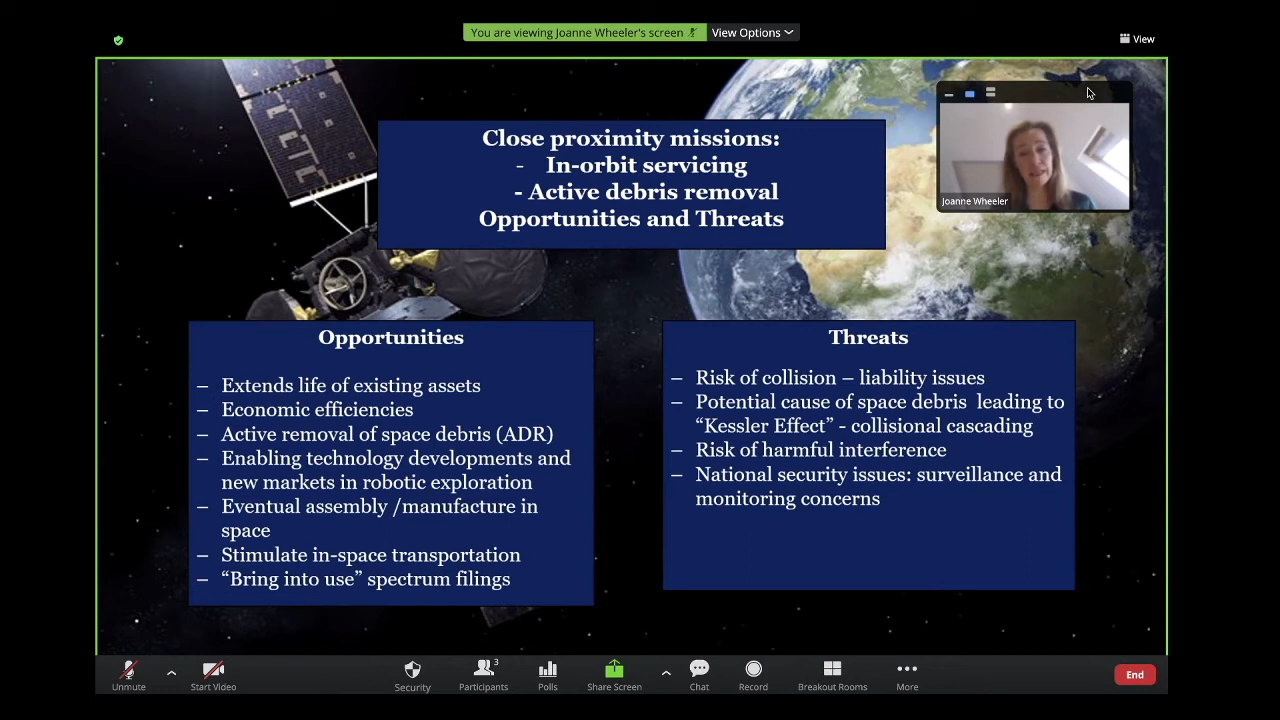 You are viewing Joanne Wheeler's screen
View Options
View
Close proximity missions:
- In-orbit servicing
- Active debris removal
Opportunities and Threats
Joanne Wheeler
Opportunities
– Extends life of existing assets
– Economic efficiencies
– Active removal of space debris (ADR)
– Enabling technology developments and
new markets in robotic exploration
– Eventual assembly /manufacture in
space
– Stimulate in-space transportation
– “Bring into use” spectrum filings
Threats
– Risk of collision – liability issues
– Potential cause of space debris leading to
“Kessler Effect” - collisional cascading
– Risk of harmful interference
– National security issues: surveillance and
monitoring concerns
Unmute
Start Video
Security
3
Participants
Polls
Share Screen
Chat
Record
Breakout Rooms
More
End